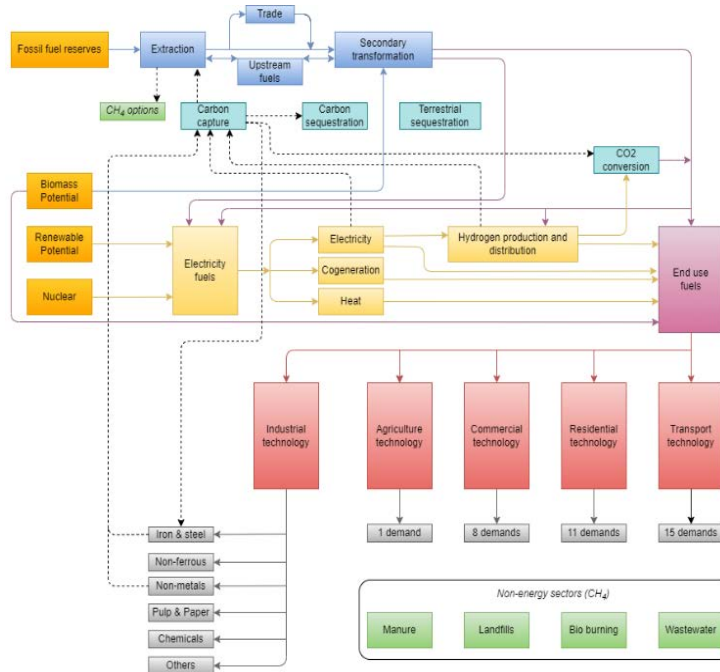 Trade
Fossil fuel reserves
Extraction
Upstream
fuels
Secondary
transformation
CH4 options
Carbon
capture
Carbon
sequestration
Terrestrial
sequestration
CO2
conversion
Biomass
Potential
Renewable
Potential
Nuclear
Electricity
fuels
Electricity
Cogeneration
Heat
Hydrogen production and
distribution
End use
fuels
Industrial
technology
Agriculture
technology
Commercial
technology
Residential
technology
Transport
technology
Iron & steel
Non-ferrous
Non-metals
Pulp & Paper
Chemicals
Others
1 demand
8 demands
11 demands
15 demands
Non-energy sectors (CH4)
Manure
Landfills
Bio burning
Wastewater